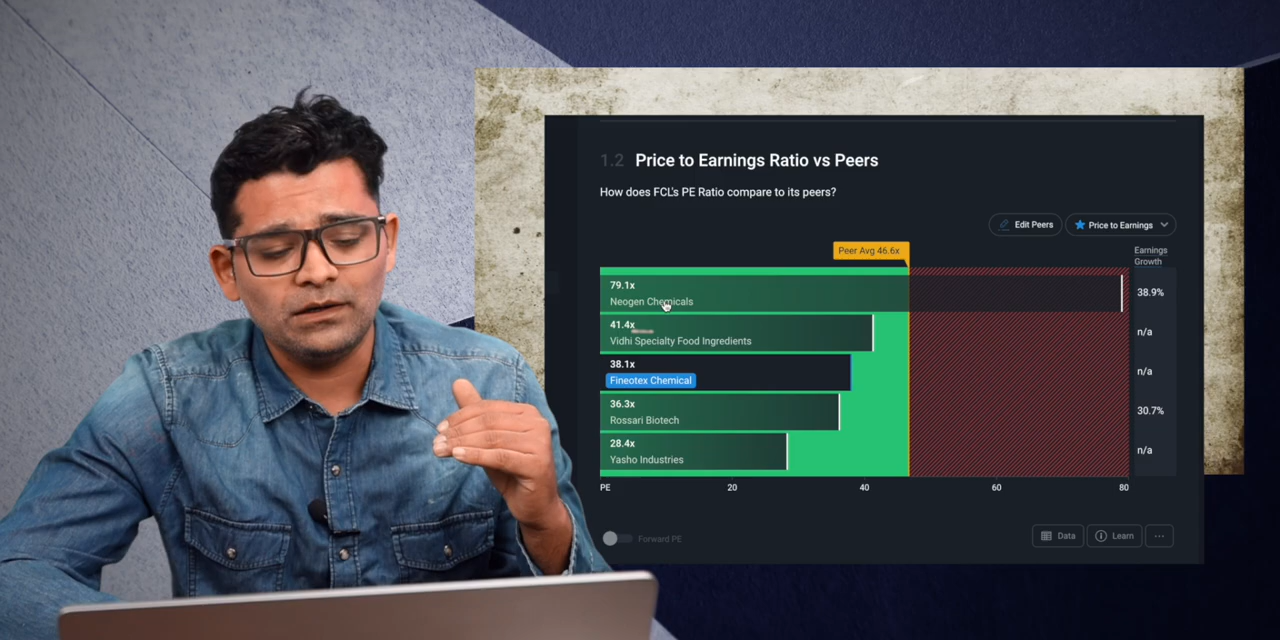 1.2 Price to Earnings Ratio vs Peers
How does FCL's PE Ratio compare to its peers?
Edit Peers
Price to Earnings
Peer Avg 46.6x
Earnings
Growth
79.1x
Neogen Chemicals
38.9%
41.4x
Vidhi Specialty Food Ingredients
n/a
38.1x
Fineotex Chemical
n/a
36.3x
Rossari Biotech
30.7%
28.4x
Yasho Industries
n/a
PE 20 40 60 80
Forward PE
Data
Learn